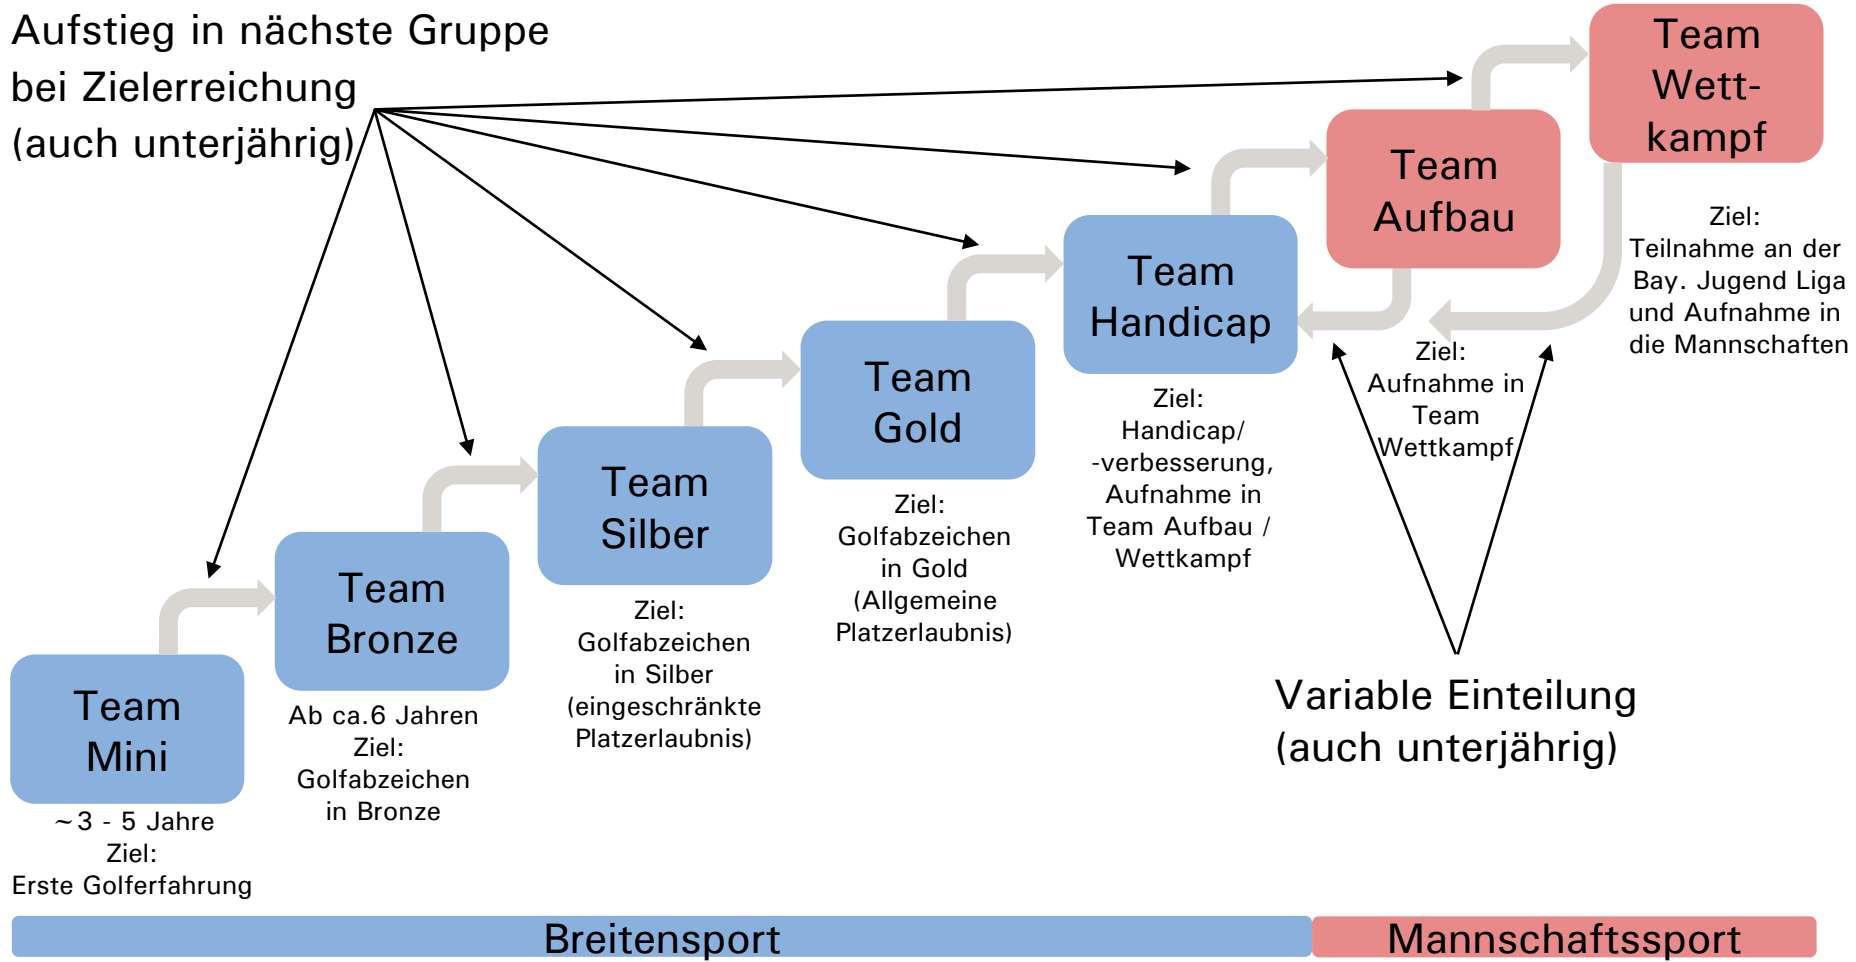 Aufstieg in nächste Gruppe
bei Zielerreichung
(auch unterjährig)
Team
Mini
~3 - 5 Jahre
Ziel:
Erste Golferfahrung
Team
Bronze
Ab ca.6 Jahren
Ziel:
Golfabzeichen
in Bronze
Team
Silber
Ziel:
Golfabzeichen
in Silber
(eingeschränkte
Platzerlaubnis)
Team
Gold
Ziel:
Golfabzeichen
in Gold
(Allgemeine
Platzerlaubnis)
Team
Handicap
Ziel:
Handicap/
-verbesserung,
Aufnahme in
Team Aufbau /
Wettkampf
Team
Aufbau
Ziel:
Aufnahme in
Team
Wettkampf
Team
Wett-
kampf
Ziel:
Teilnahme an der
Bay. Jugend Liga
und Aufnahme in
die Mannschaften
Variable Einteilung
(auch unterjährig)
Breitensport
Mannschaftssport